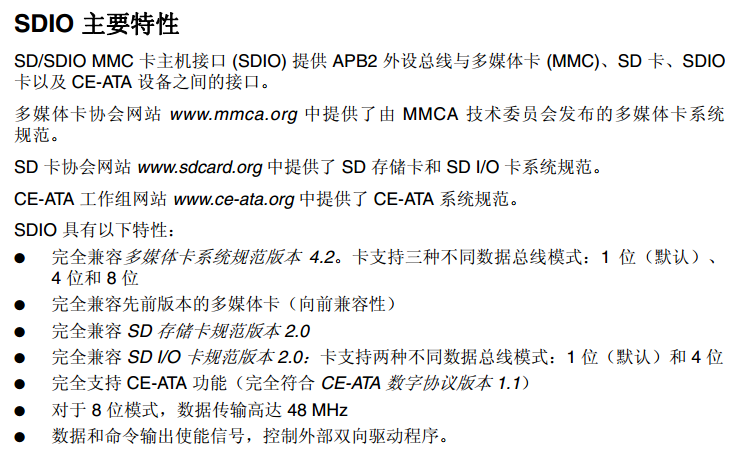 SDIO 主要特性
SD/SDIO MMC 卡主机接口 (SDIO) 提供 APB2 外设总线与多媒体卡 (MMC)、SD 卡、SDIO
卡以及 CE-ATA 设备之间的接口。
多媒体卡协会网站 www.mmca.org 中提供了由 MMCA 技术委员会发布的多媒体卡系统
规范。
SD 卡协会网站 www.sdcard.org 中提供了 SD 存储卡和 SD I/O 卡系统规范。
CE-ATA 工作组网站 www.ce-ata.org 中提供了 CE-ATA 系统规范。
SDIO 具有以下特性：
● 完全兼容多媒体卡系统规范版本 4.2。卡支持三种不同数据总线模式：1 位（默认）、
4 位和 8 位
● 完全兼容先前版本的多媒体卡（向前兼容性）
● 完全兼容 SD 存储卡规范版本 2.0
● 完全兼容 SD I/O 卡规范版本 2.0：卡支持两种不同数据总线模式：1 位（默认）和 4 位
● 完全支持 CE-ATA 功能（完全符合 CE-ATA 数字协议版本 1.1）
● 对于 8 位模式，数据传输高达 48 MHz
● 数据和命令输出使能信号，控制外部双向驱动程序。